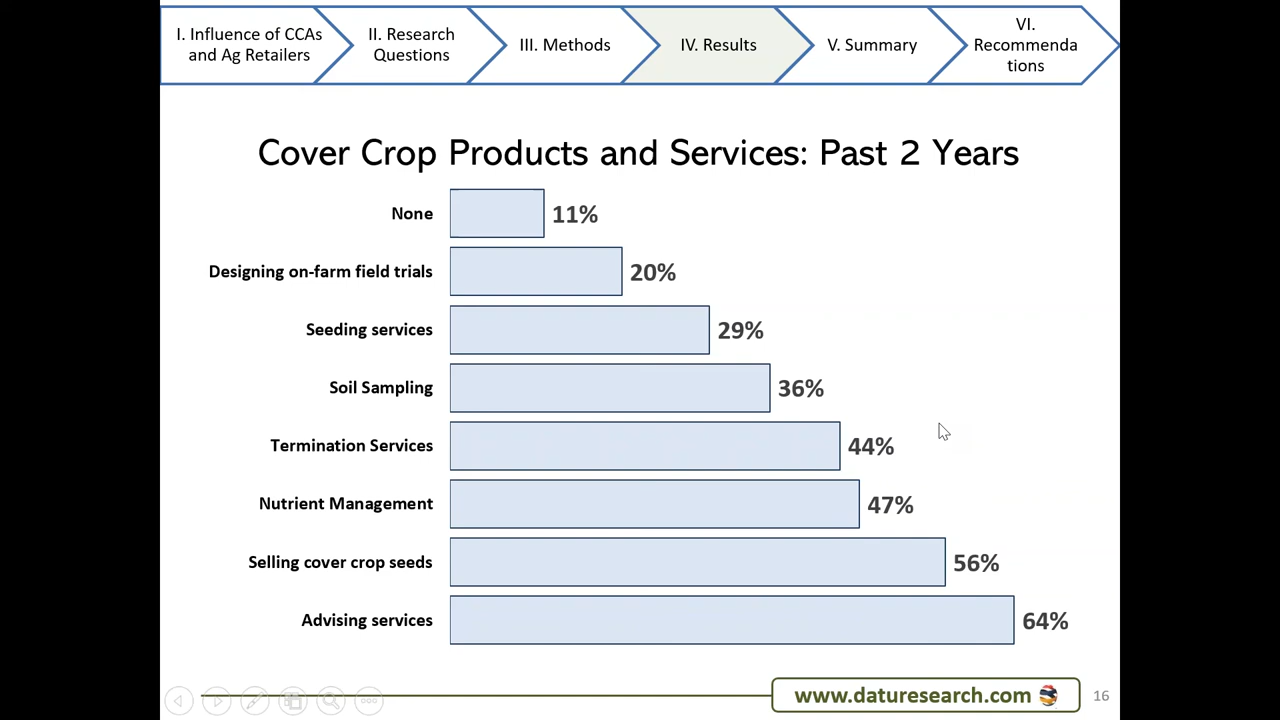 I. Influence of CCAs
and Ag Retailers
II. Research
Questions
III. Methods
IV. Results
V. Summary
VI.
Recommenda
tions
Cover Crop Products and Services: Past 2 Years
None 11%
Designing on-farm field trials 20%
Seeding services 29%
Soil Sampling 36%
Termination Services 44%
Nutrient Management 47%
Selling cover crop seeds 56%
Advising services 64%
www.daturesearch.com
16